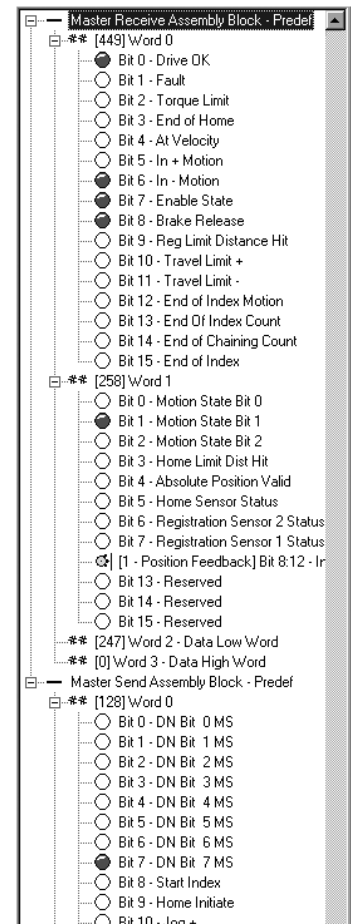 Master Receive Assembly Block - Predef
** [449] Word 0
Bit 0 - Drive OK
Bit 1 - Fault
Bit 2 - Torque Limit
Bit 3 - End of Home
Bit 4 - At Velocity
Bit 5 - In + Motion
Bit 6 - In - Motion
Bit 7 - Enable State
Bit 8 - Brake Release
Bit 9 - Reg Limit Distance Hit
Bit 10 - Travel Limit +
Bit 11 - Travel Limit -
Bit 12 - End of Index Motion
Bit 13 - End Of Index Count
Bit 14 - End of Chaining Count
Bit 15 - End of Index
** [258] Word 1
Bit 0 - Motion State Bit 0
Bit 1 - Motion State Bit 1
Bit 2 - Motion State Bit 2
Bit 3 - Home Limit Dist Hit
Bit 4 - Absolute Position Valid
Bit 5 - Home Sensor Status
Bit 6 - Registration Sensor 2 Status
Bit 7 - Registration Sensor 1 Status
[1 - Position Feedback] Bit 8:12 - Ir
Bit 13 - Reserved
Bit 14 - Reserved
Bit 15 - Reserved
** [247] Word 2 - Data Low Word
** [0] Word 3 - Data High Word
Master Send Assembly Block - Predef
** [128] Word 0
Bit 0 - DN Bit 0 MS
Bit 1 - DN Bit 1 MS
Bit 2 - DN Bit 2 MS
Bit 3 - DN Bit 3 MS
Bit 4 - DN Bit 4 MS
Bit 5 - DN Bit 5 MS
Bit 6 - DN Bit 6 MS
Bit 7 - DN Bit 7 MS
Bit 8 - Start Index
Bit 9 - Home Initiate
Bit 10 - Jog +